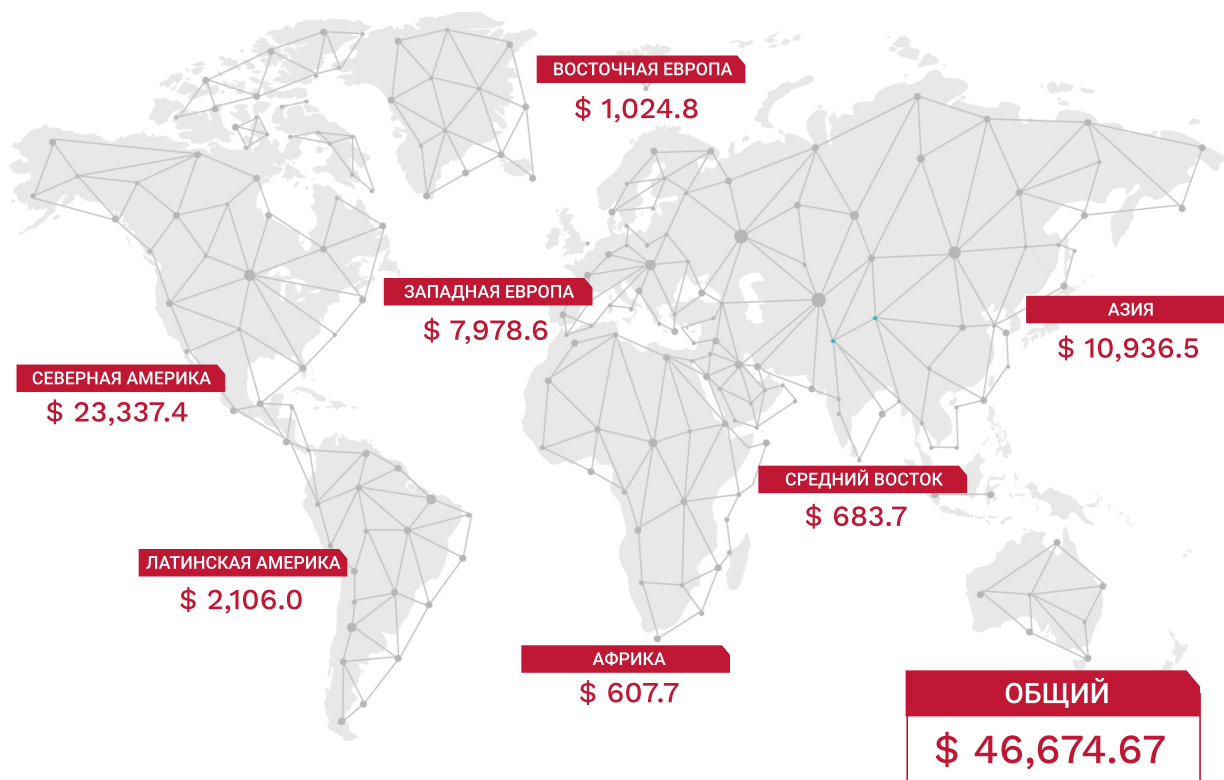 ВОСТОЧНАЯ ЕВРОПА
$ 1,024.8
ЗАПАДНАЯ ЕВРОПА
$ 7,978.6
АЗИЯ
$ 10,936.5
СЕВЕРНАЯ АМЕРИКА
$ 23,337.4
СРЕДНИЙ ВОСТОК
$ 683.7
ЛАТИНСКАЯ АМЕРИКА
$ 2,106.0
АФРИКА
$ 607.7
ОБЩИЙ
$ 46,674.67